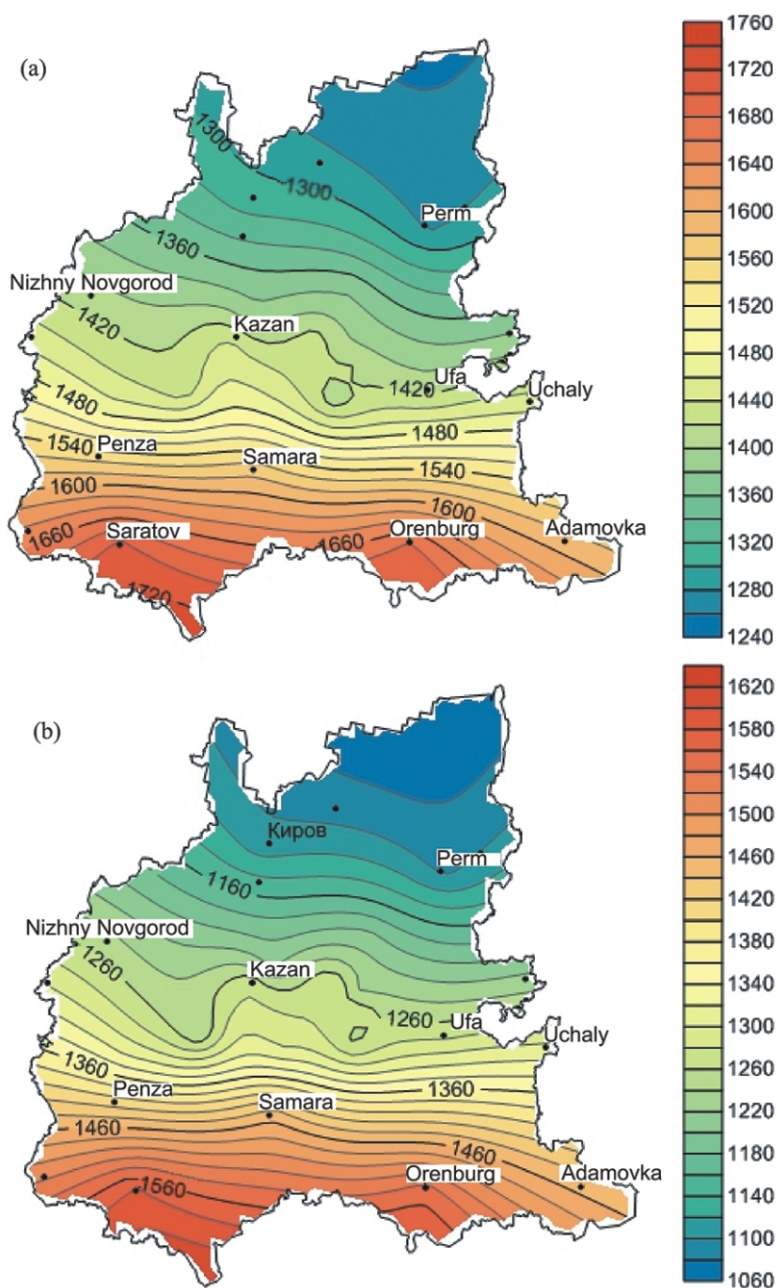 (a)
1300
1300
Perm
1360
Nizhny Novgorod
1420
Kazan
1420
Ufa
Uchaly
1480
1480
1540
Penza
Samara
1540
1600
1600
1660
Saratov
1660
Orenburg
Adamovka
1720
1760
1720
1680
1640
1600
1560
1520
1480
1440
1400
1360
1320
1280
1240
(b)
Киров
Perm
1160
Nizhny Novgorod
1260
Kazan
1260
Ufa
Uchaly
1360
1360
Penza
Samara
1460
1460
1560
Orenburg
Adamovka
1620
1580
1540
1500
1460
1420
1380
1340
1300
1260
1220
1180
1140
1100
1060